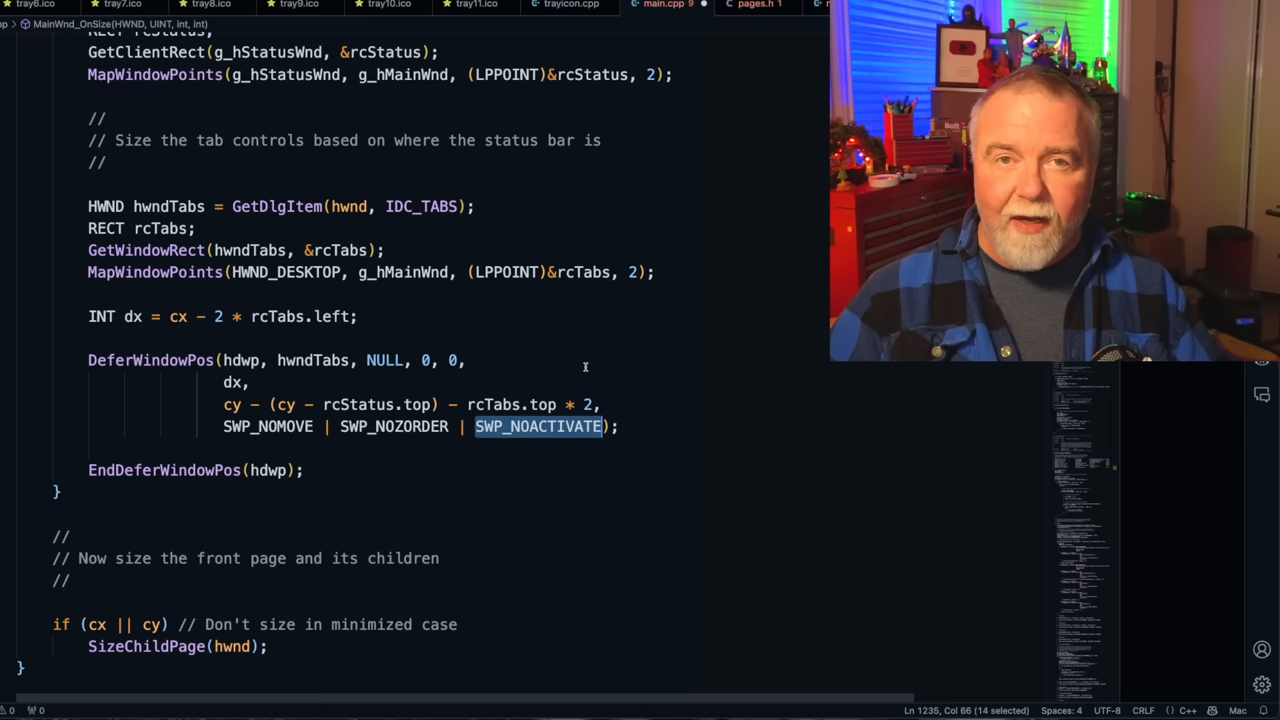 tray6.ico tray7.ico tray8.ico tray9.ico tray10.ico tray11.ico trayicon.cpp main.cpp 9 pages.h 1
MainWnd_OnSize(HWND, UINT, int, int)
RECT rcStatus;
GetClientRect(g_hStatusWnd, &rcStatus);
MapWindowPoints(g_hStatusWnd, g_hMainWnd, (LPPOINT)&rcStatus, 2);
//
// Size the tab controls based on where the status bar is
//
HWND hwndTabs = GetDlgItem(hwnd, IDC_TABS);
RECT rcTabs;
GetWindowRect(hwndTabs, &rcTabs);
MapWindowPoints(HWND_DESKTOP, g_hMainWnd, (LPPOINT)&rcTabs, 2);
INT dx = cx - 2 * rcTabs.left;
DeferWindowPos(hdwp, hwndTabs, NULL, 0, 0,
dx,
cy - (cy - rcStatus.top) - rcTabs.top * 2,
SWP_NOMOVE | SWP_NOZORDER | SWP_NOACTIVATE);
EndDeferWindowPos(hdwp);
}
//
// Now size the front page and its children
//
if (cx || cy) // Don't size in minimized case
SizeChildPage(hwnd);
}
0 0 Ln 1235, Col 66 (14 selected) Spaces: 4 UTF-8 CRLF {} C++ Mac